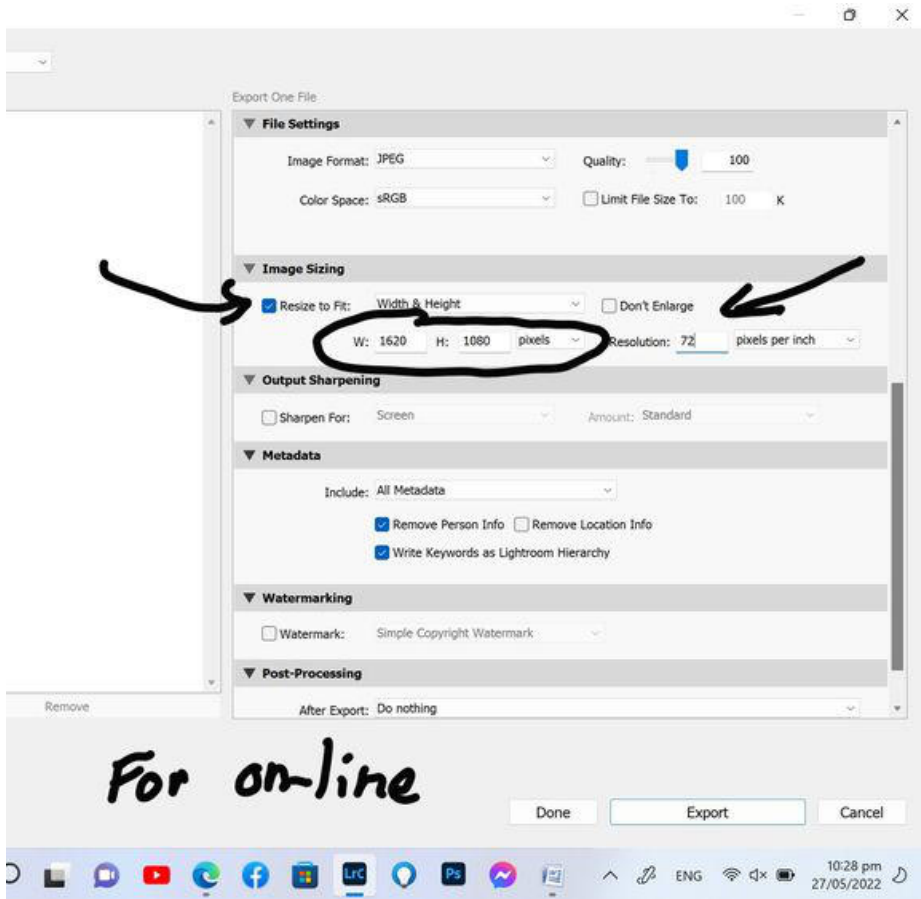 Export One File
File Settings
Image Format: JPEG Quality: 100
Color Space: sRGB Limit File Size To: 100 K
Image Sizing
Resize to Fit: Width & Height Don't Enlarge
W: 1620 H: 1080 pixels Resolution: 72 pixels per inch
Output Sharpening
Sharpen For: Screen Amount: Standard
Metadata
Include: All Metadata
Remove Person Info Remove Location Info
Write Keywords as Lightroom Hierarchy
Watermarking
Watermark: Simple Copyright Watermark
Post-Processing
Remove
After Export: Do nothing
For on-line
Done Export Cancel
LrC Ps ENG 10:28 pm
27/05/2022